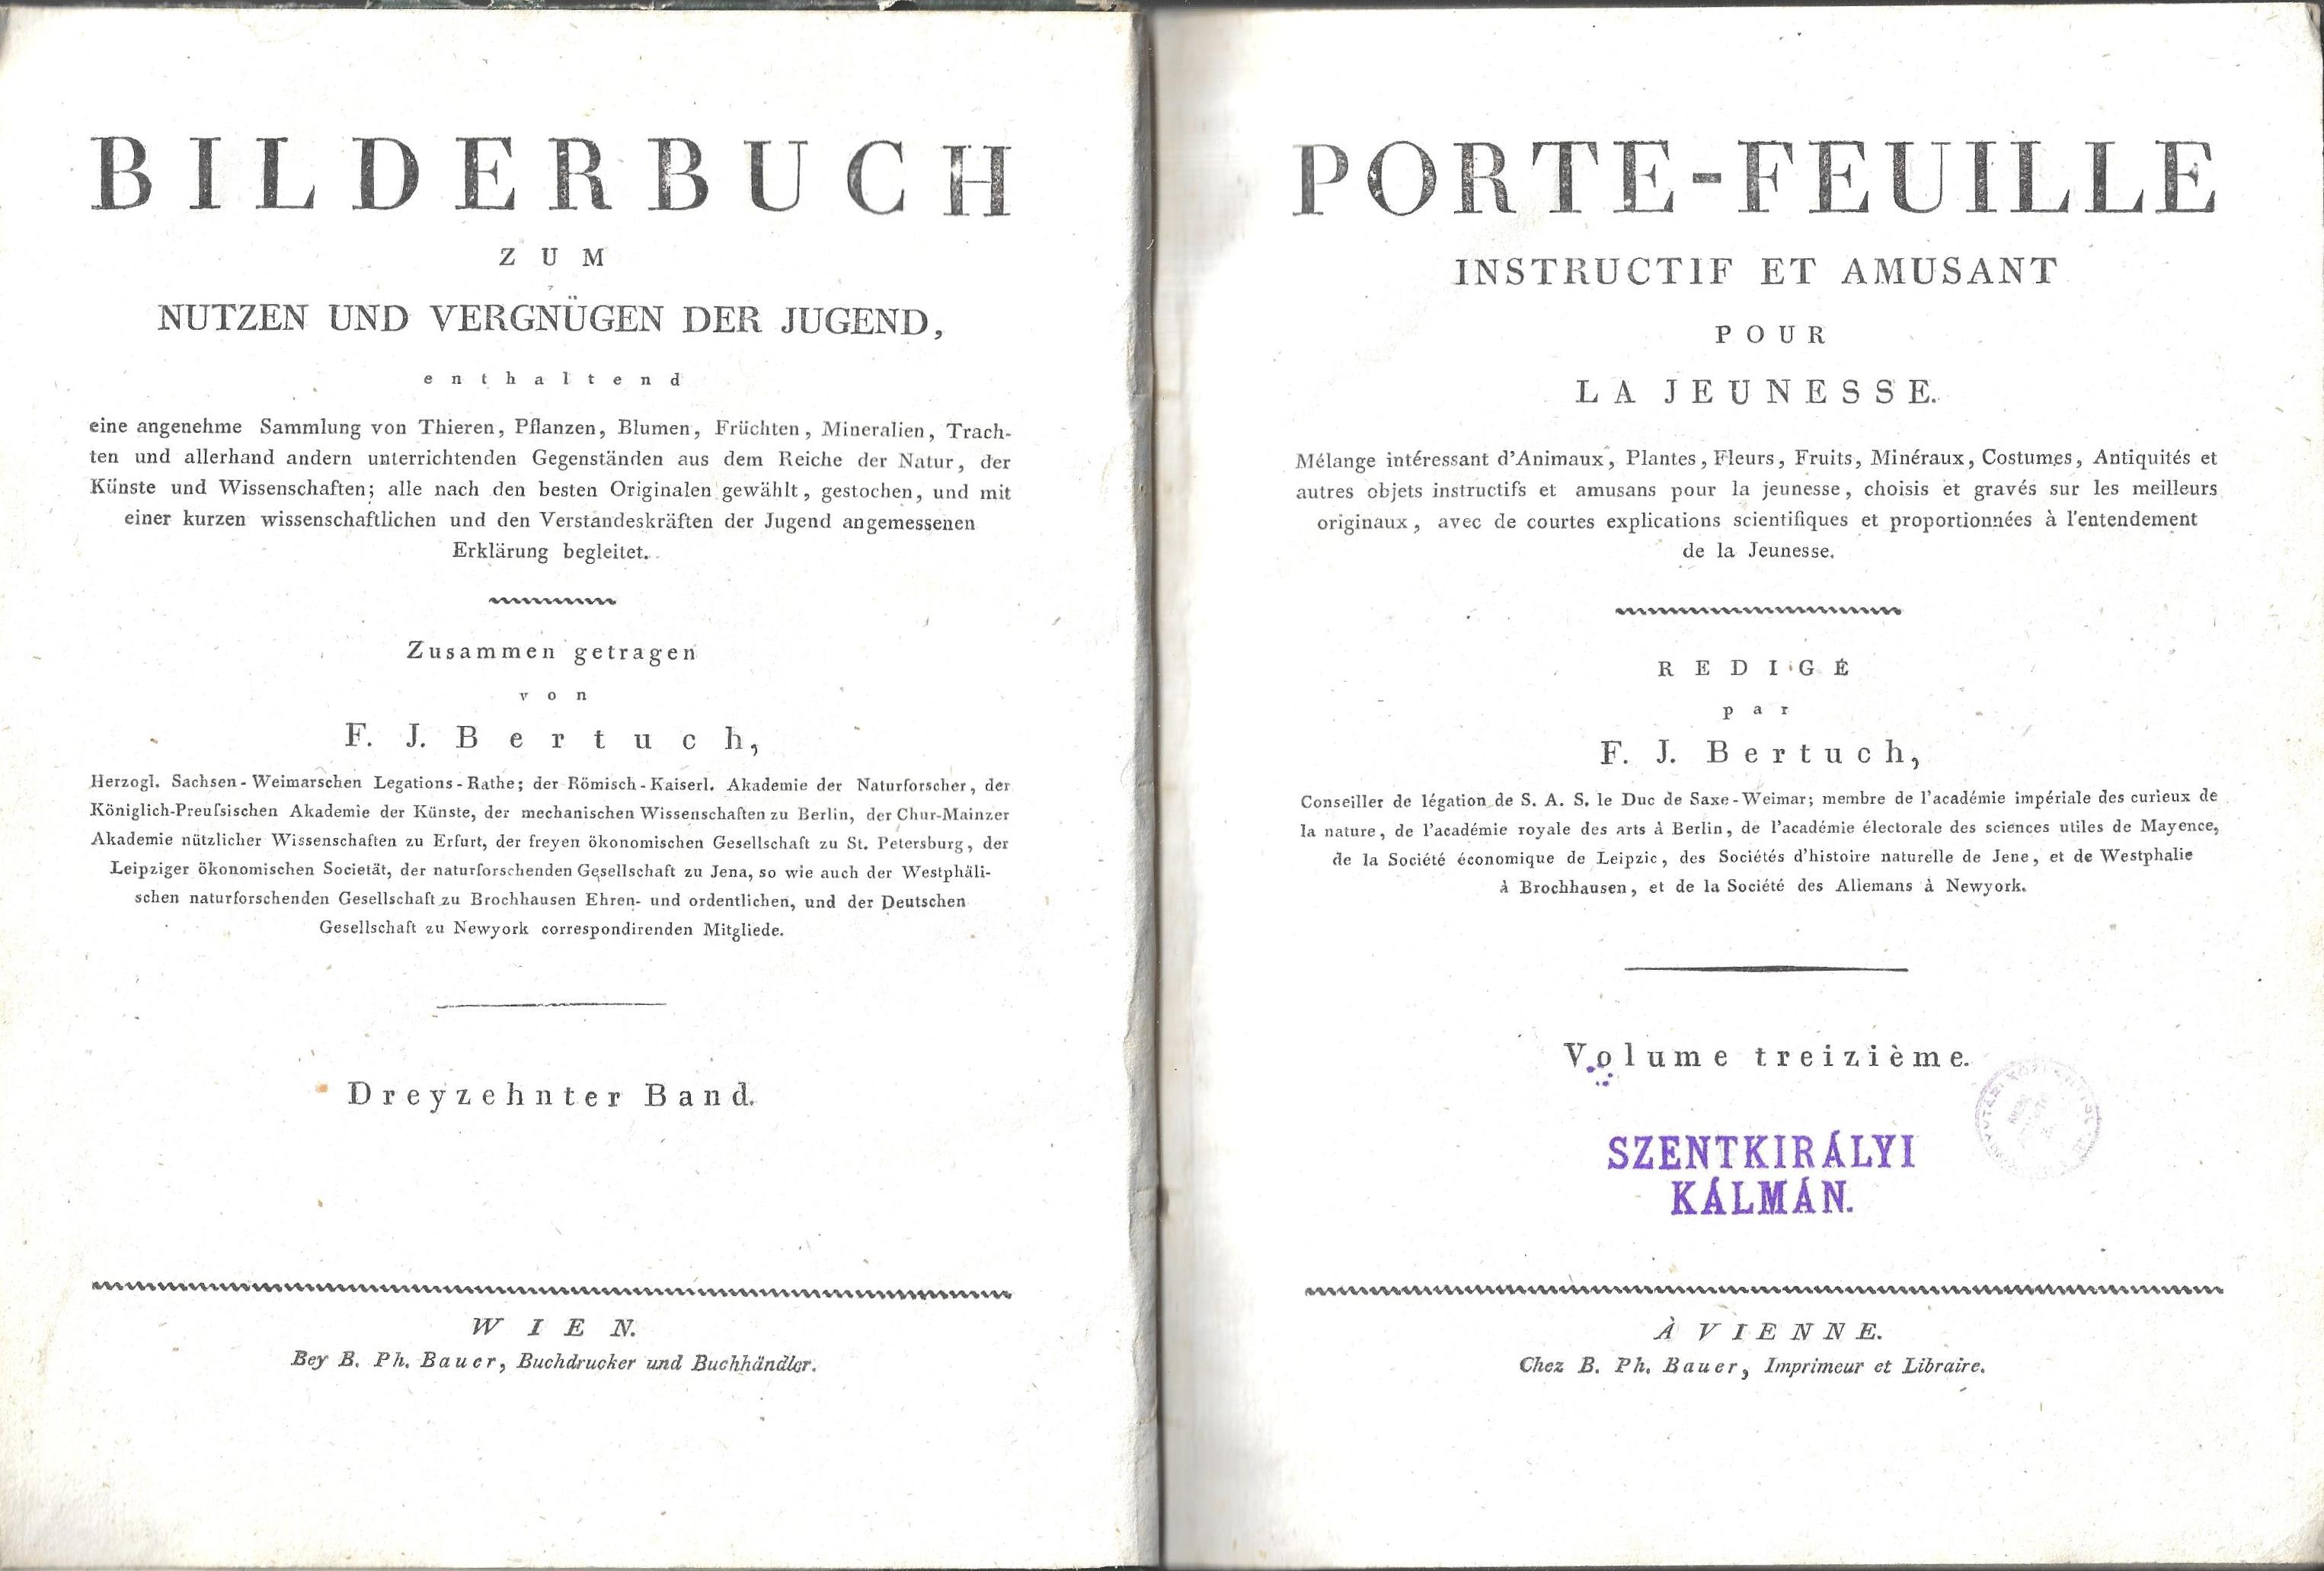 BILDERBUCH
ZUM
NUTZEN UND VERGNÜGEN DER JUGEND,
enthaltend
eine angenehme Sammlung von Thieren, Pflanzen, Blumen, Früchten, Mineralien, Trach-
ten und allerhand andern unterrichtenden Gegenständen aus dem Reiche der Natur, der
Künste und Wissenschaften; alle nach den besten Originalen gewählt, gestochen, und mit
einer kurzen wissenschaftlichen und den Verstandeskräften der Jugend angemessenen
Erklärung begleitet.
Zusammen getragen
von
F. J. Bertuch,
Herzogl. Sachsen-Weimarschen Legations-Rathe; der Römisch-Kaiserl. Akademie der Naturforscher, der
Königlich-Preuſsischen Akademie der Künste, der mechanischen Wissenschaften zu Berlin, der Chur-Mainzer
Akademie nützlicher Wissenschaften zu Erfurt, der freyen ökonomischen Gesellschaft zu St. Petersburg, der
Leipziger ökonomischen Societät, der naturforschenden Gesellschaft zu Jena, so wie auch der Westphäli-
schen naturforschenden Gesellschaft zu Brochhausen Ehren- und ordentlichen, und der Deutschen
Gesellschaft zu Newyork correspondirenden Mitgliede.
Dreyzehnter Band.
WIEN.
Bey B. Ph. Bauer, Buchdrucker und Buchhändler.
PORTE-FEUILLE
INSTRUCTIF ET AMUSANT
POUR
LA JEUNESSE.
Mélange intéressant d'Animaux, Plantes, Fleurs, Fruits, Minéraux, Costumes, Antiquités et
autres objets instructifs et amusans pour la jeunesse, choisis et gravés sur les meilleurs
originaux, avec de courtes explications scientifiques et proportionnées à l'entendement
de la Jeunesse.
REDIGÉ
par
F. J. Bertuch,
Conseiller de légation de S. A. S. le Duc de Saxe-Weimar; membre de l'académie impériale des curieux de
la nature, de l'académie royale des arts à Berlin, de l'académie électorale des sciences utiles de Mayence,
de la Société économique de Leipzic, des Sociétés d'histoire naturelle de Jene, et de Westphalie
à Brochhausen, et de la Société des Allemans à Newyork.
Volume treizième.
SZENTKIRÁLYI
KÁLMÁN.
À VIENNE.
Chez B. Ph. Bauer, Imprimeur et Libraire.